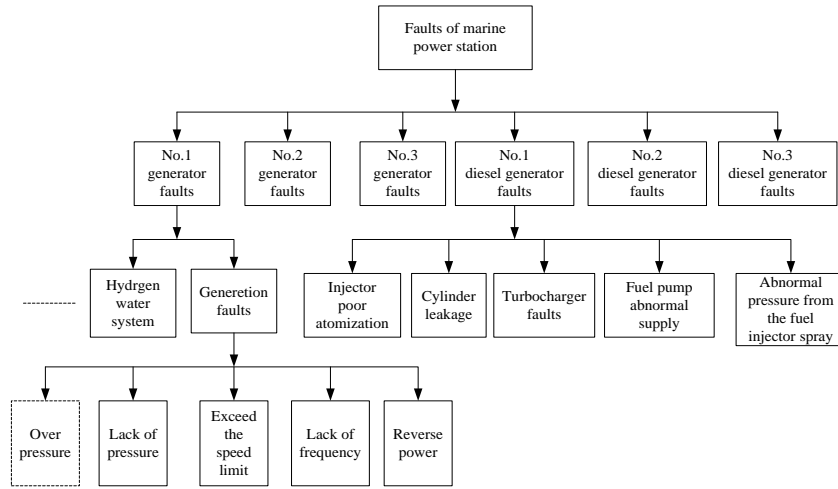 Faults of marine
power station
No.1
generator
faults
No.2
generator
faults
No.3
generator
faults
No.1
diesel generator
faults
No.2
diesel generator
faults
No.3
diesel generator
faults
Hydrgen
water
system
Generetion
faults
Injector
poor
atomization
Cylinder
leakage
Turbocharger
faults
Fuel pump
abnormal
supply
Abnormal
pressure from
the fuel
injector spray
Over
pressure
Lack of
pressure
Exceed
the
speed
limit
Lack of
frequency
Reverse
power